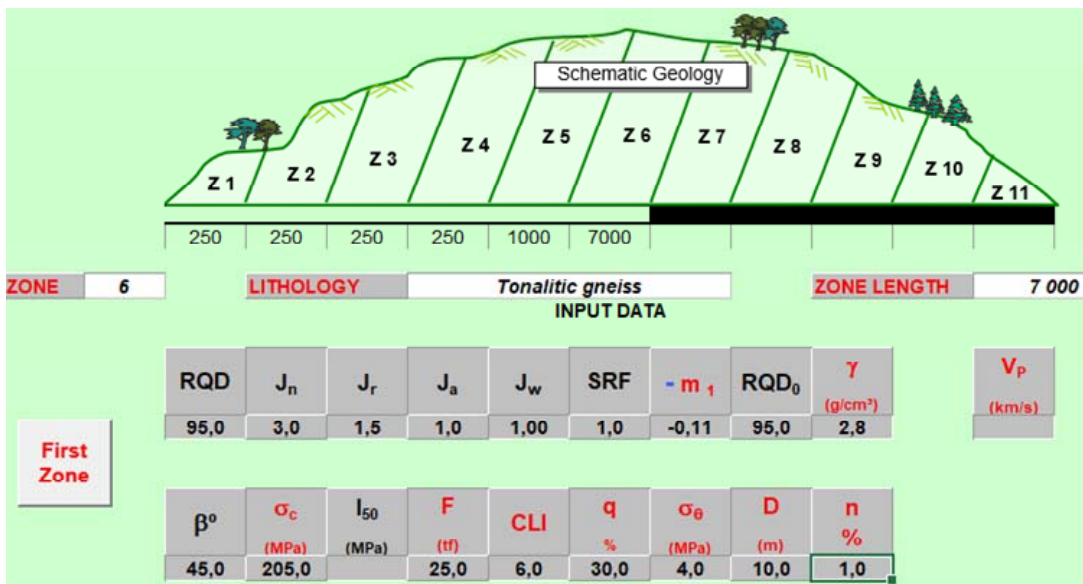 Schematic Geology
Z 1 Z 2 Z 3 Z 4 Z 5 Z 6 Z 7 Z 8 Z 9 Z 10 Z 11
250 250 250 250 1000 7000
ZONE 6 LITHOLOGY Tonalitic gneiss ZONE LENGTH 7 000
INPUT DATA
RQD Jn Jr Ja Jw SRF - m 1 RQD0 γ (g/cm³) VP (km/s)
95,0 3,0 1,5 1,0 1,00 1,0 -0,11 95,0 2,8
First
Zone
βº σc (MPa) I50 (MPa) F (tf) CLI q % σθ (MPa) D (m) n %
45,0 205,0 25,0 6,0 30,0 4,0 10,0 1,0